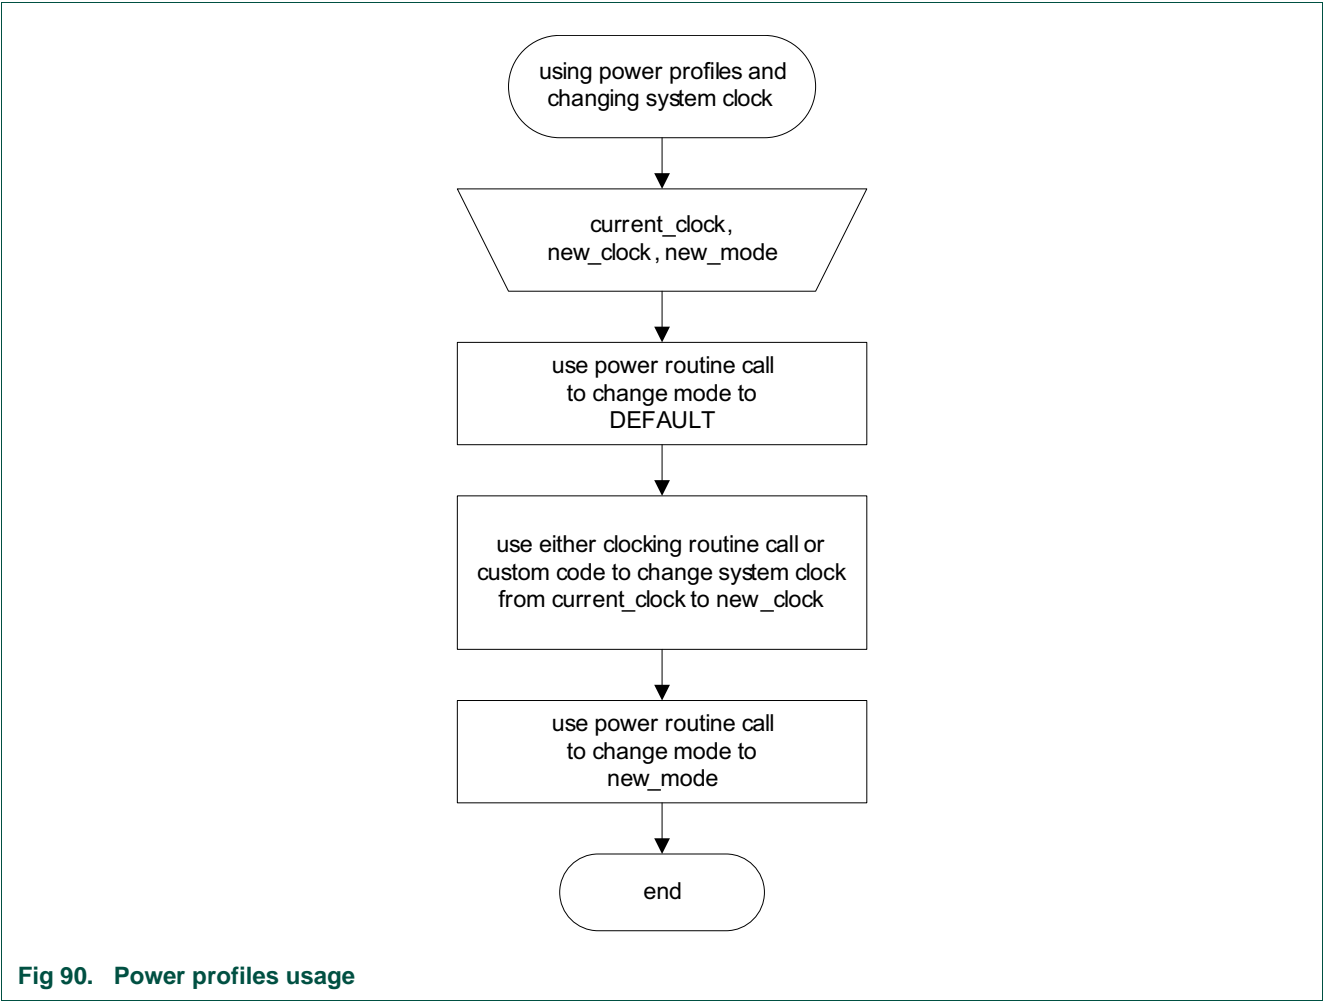 using power profiles and
changing system clock
current_clock,
new_clock, new_mode
use power routine call
to change mode to
DEFAULT
use either clocking routine call or
custom code to change system clock
from current_clock to new_clock
use power routine call
to change mode to
new_mode
end
Fig 90. Power profiles usage